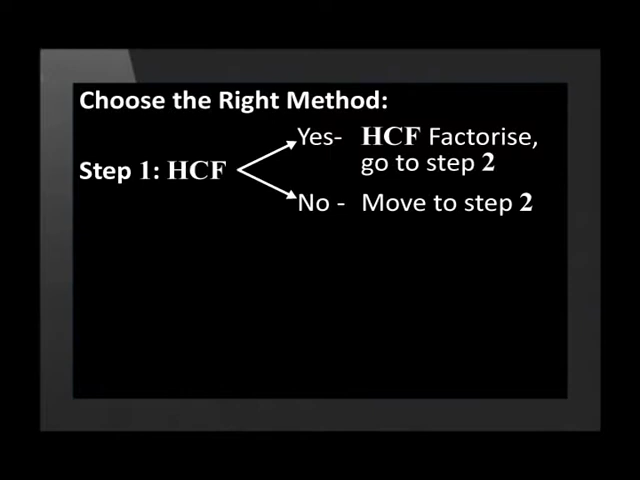 Choose the Right Method:
Yes- HCF Factorise,
go to step 2
Step 1: HCF
No - Move to step 2